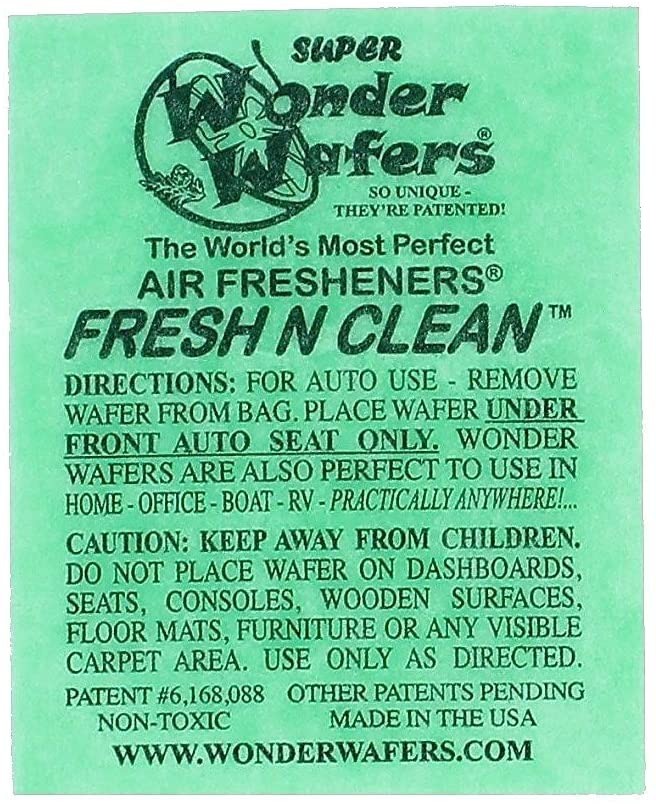 SUPER
Wonder
Wafers®
SO UNIQUE -
THEY'RE PATENTED!
The World's Most Perfect
AIR FRESHENERS®
FRESH N CLEAN™
DIRECTIONS: FOR AUTO USE - REMOVE
WAFER FROM BAG. PLACE WAFER UNDER
FRONT AUTO SEAT ONLY. WONDER
WAFERS ARE ALSO PERFECT TO USE IN
HOME - OFFICE - BOAT - RV - PRACTICALLY ANYWHERE!...
CAUTION: KEEP AWAY FROM CHILDREN.
DO NOT PLACE WAFER ON DASHBOARDS,
SEATS, CONSOLES, WOODEN SURFACES,
FLOOR MATS, FURNITURE OR ANY VISIBLE
CARPET AREA. USE ONLY AS DIRECTED.
PATENT #6,168,088 OTHER PATENTS PENDING
NON-TOXIC MADE IN THE USA
WWW.WONDERWAFERS.COM